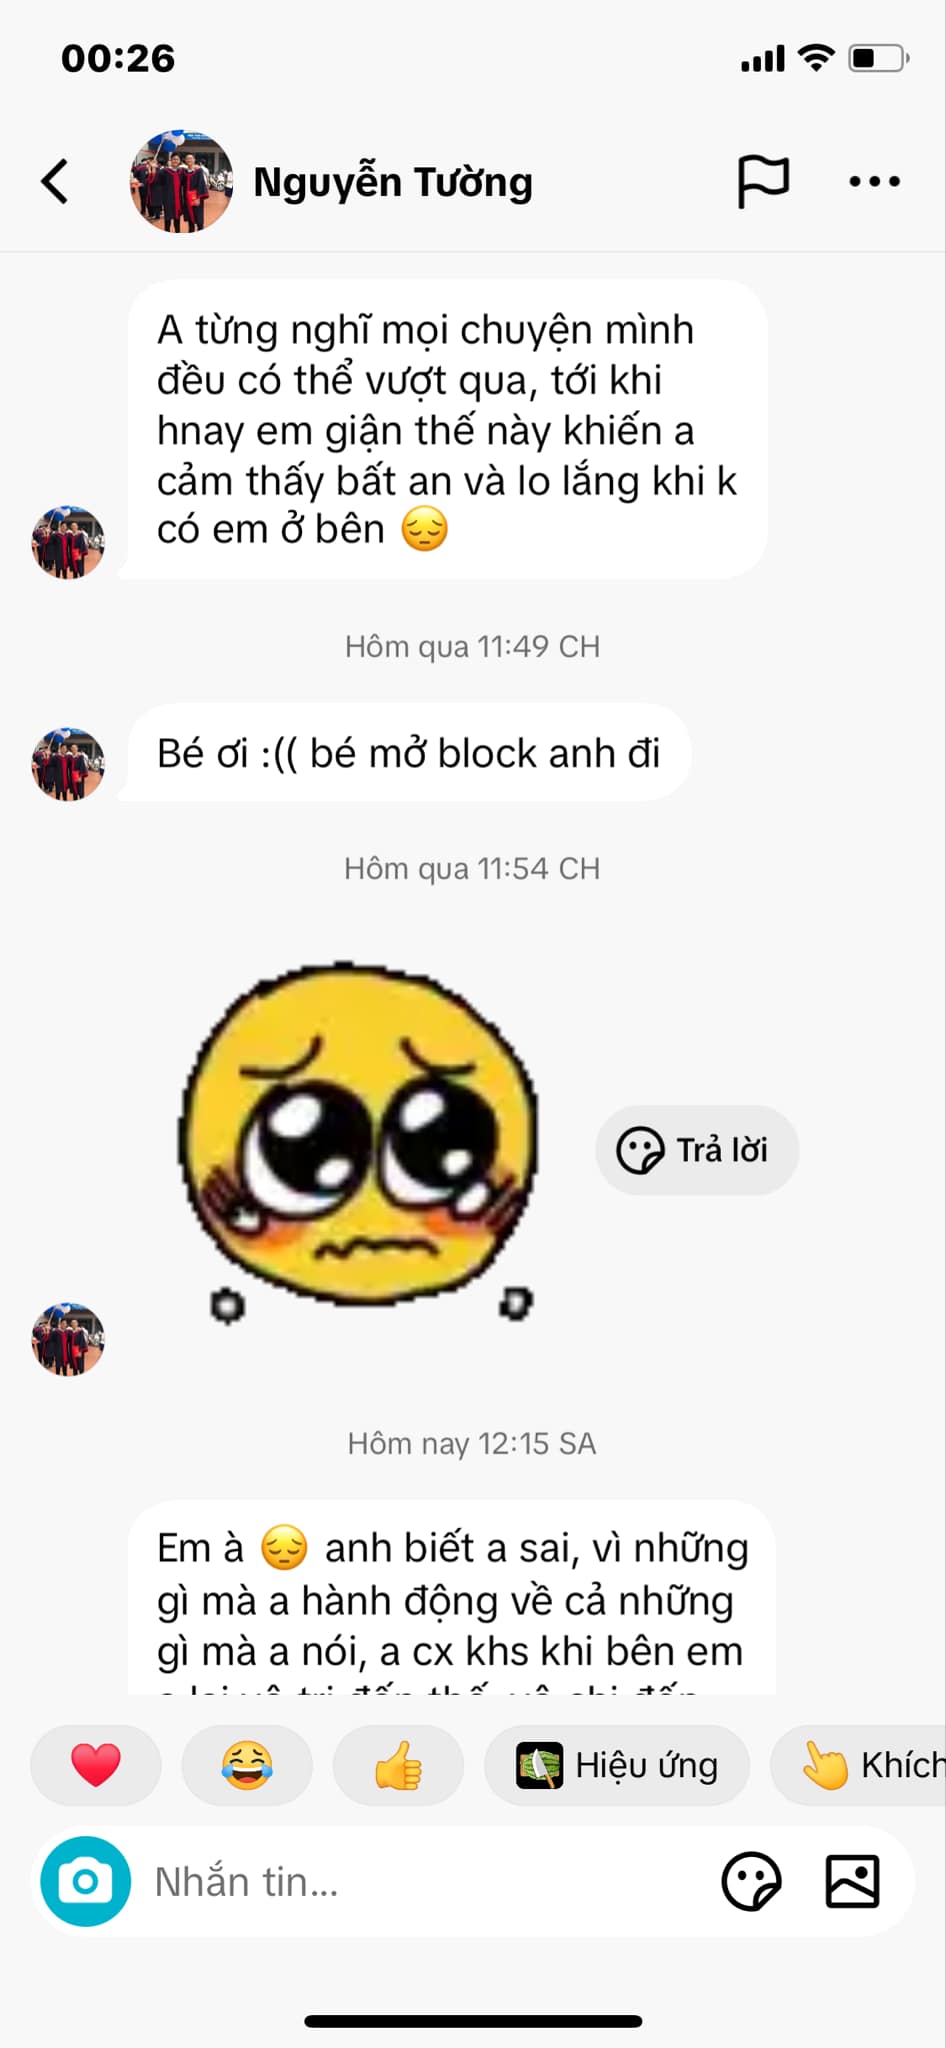 00:26
Nguyễn Tường
A từng nghĩ mọi chuyện mình
đều có thể vượt qua, tới khi
hnay em giận thế này khiến a
cảm thấy bất an và lo lắng khi k
có em ở bên 😔
Hôm qua 11:49 CH
Bé ơi :(( bé mở block anh đi
Hôm qua 11:54 CH
Trả lời
Hôm nay 12:15 SA
Em à 😔 anh biết a sai, vì những
gì mà a hành động về cả những
gì mà a nói, a cx khs khi bên em
Hiệu ứng
Khích
Nhắn tin...